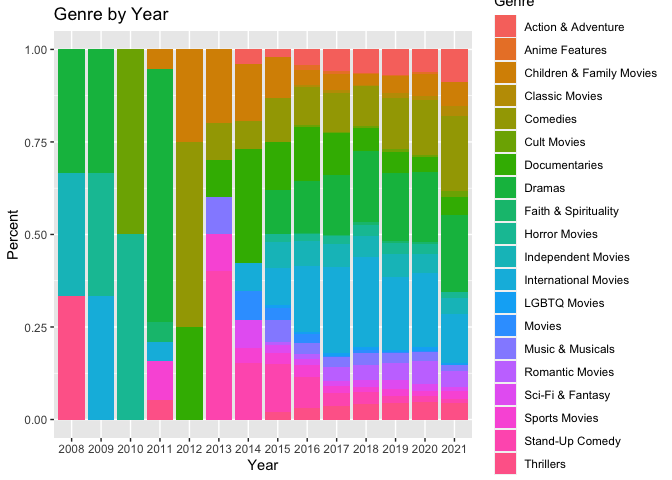 Genre by Year
Genre
1.00
0.75
0.50
0.25
0.00
Percent
2008 2009 2010 2011 2012 2013 2014 2015 2016 2017 2018 2019 2020 2021
Year
Action & Adventure
Anime Features
Children & Family Movies
Classic Movies
Comedies
Cult Movies
Documentaries
Dramas
Faith & Spirituality
Horror Movies
Independent Movies
International Movies
LGBTQ Movies
Movies
Music & Musicals
Romantic Movies
Sci-Fi & Fantasy
Sports Movies
Stand-Up Comedy
Thrillers